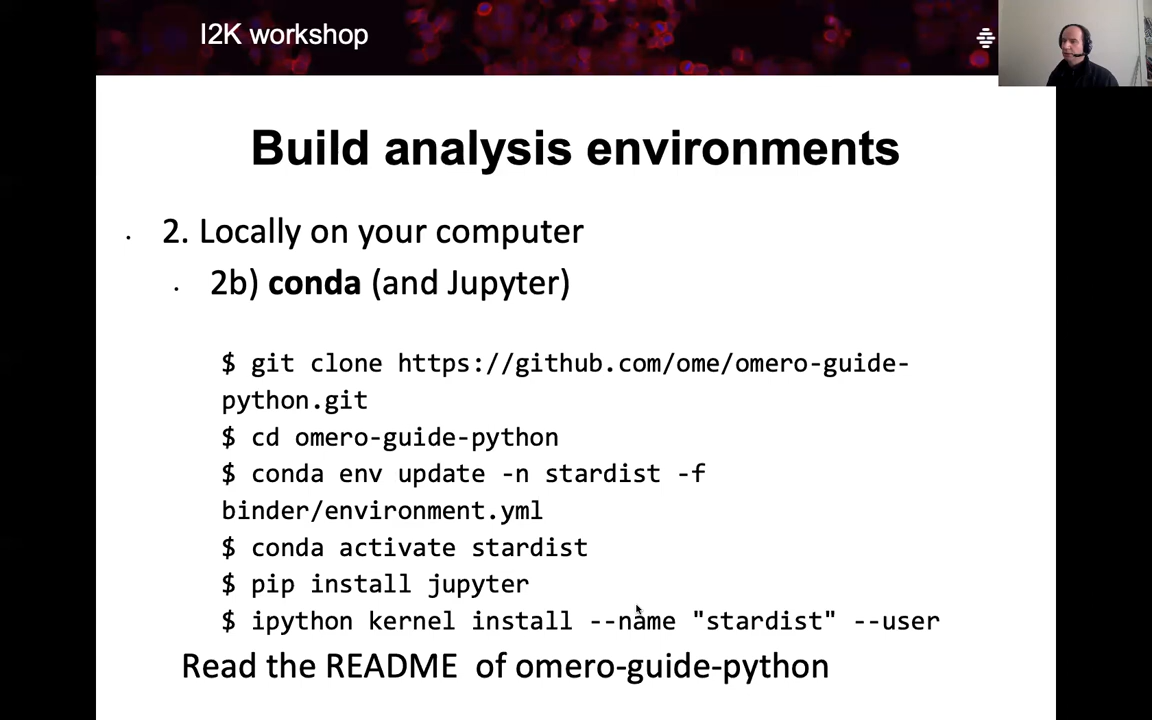 I2K workshop
Build analysis environments
· 2. Locally on your computer
· 2b) conda (and Jupyter)
$ git clone https://github.com/ome/omero-guide-
python.git
$ cd omero-guide-python
$ conda env update -n stardist -f
binder/environment.yml
$ conda activate stardist
$ pip install jupyter
$ ipython kernel install --name "stardist" --user
Read the README of omero-guide-python